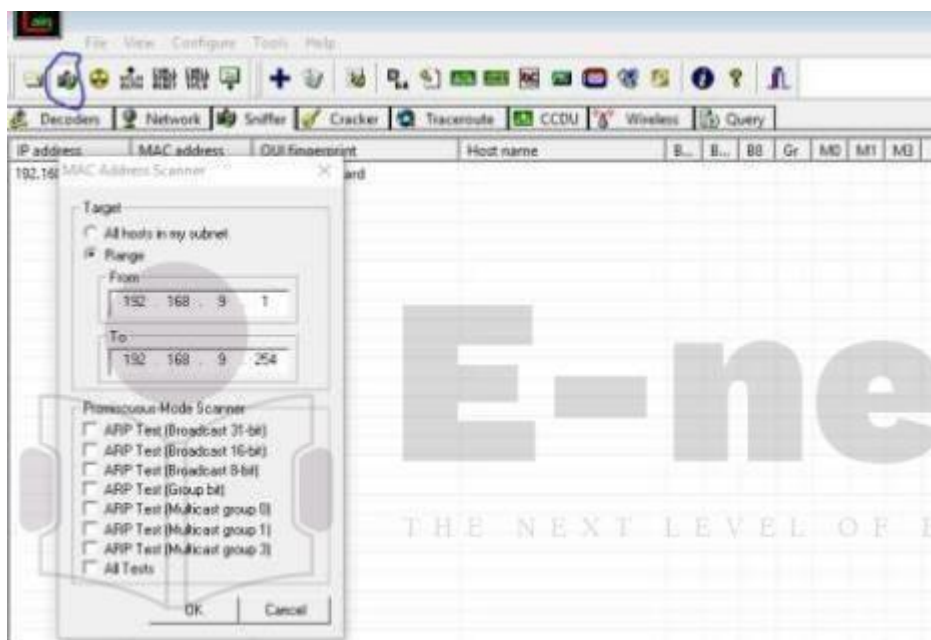 File View Configure Tools Help
Decoders Network Sniffer Cracker Traceroute CCDU Wireless Query
IP address MAC address OUI fingerprint Host name B... B... B8 Gr M0 M1 M3
MAC Address Scanner
Target
All hosts in my subnet
Range
From
192 . 168 . 9 . 1
To
192 . 168 . 9 . 254
Promiscuous-Mode Scanner
ARP Test (Broadcast 31-bit)
ARP Test (Broadcast 16-bit)
ARP Test (Broadcast 8-bit)
ARP Test (Group bit)
ARP Test (Multicast group 0)
ARP Test (Multicast group 1)
ARP Test (Multicast group 3)
All Tests
OK Cancel
E-ne
THE NEXT LEVEL OF E